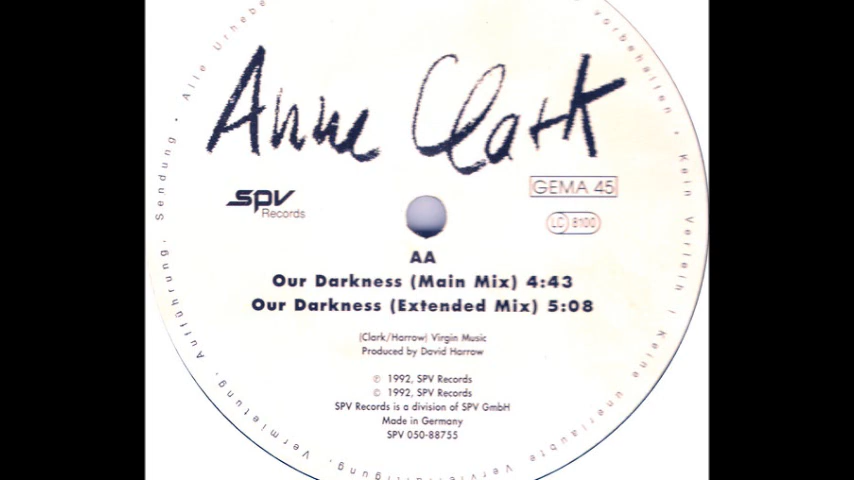 Alle Urhebe
vorbehalten • Kein Verleih ! Keine unerlaubte Vervielfältigung, Vermietung, Aufführung, Sendung •
Anne Clark
spv
Records
GEMA 45
LC 8100
AA
Our Darkness (Main Mix) 4:43
Our Darkness (Extended Mix) 5:08
(Clark/Harrow) Virgin Music
Produced by David Harrow
℗ 1992, SPV Records
© 1992, SPV Records
SPV Records is a division of SPV GmbH
Made in Germany
SPV 050-88755